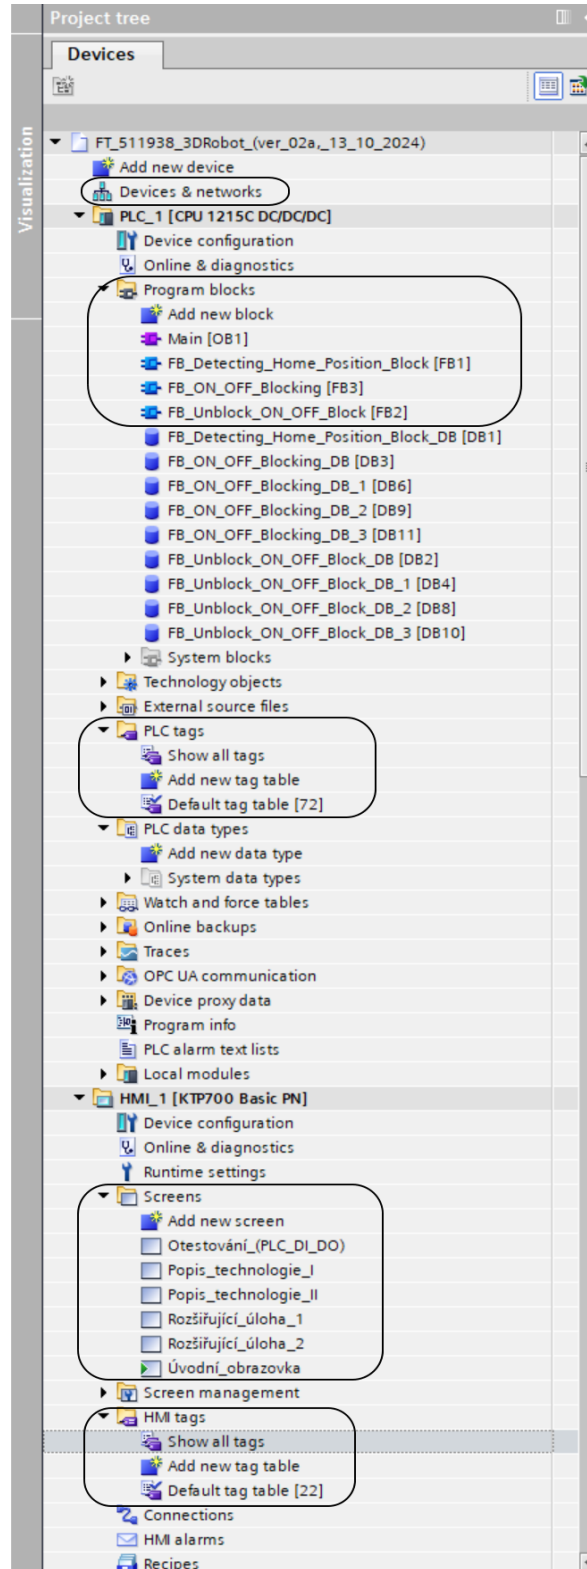 Project tree
Devices
Visualization
FT_511938_3DRobot_(ver_02a,_13_10_2024)
Add new device
Devices & networks
PLC_1 [CPU 1215C DC/DC/DC]
Device configuration
Online & diagnostics
Program blocks
Add new block
Main [OB1]
FB_Detecting_Home_Position_Block [FB1]
FB_ON_OFF_Blocking [FB3]
FB_Unblock_ON_OFF_Block [FB2]
FB_Detecting_Home_Position_Block_DB [DB1]
FB_ON_OFF_Blocking_DB [DB3]
FB_ON_OFF_Blocking_DB_1 [DB6]
FB_ON_OFF_Blocking_DB_2 [DB9]
FB_ON_OFF_Blocking_DB_3 [DB11]
FB_Unblock_ON_OFF_Block_DB [DB2]
FB_Unblock_ON_OFF_Block_DB_1 [DB4]
FB_Unblock_ON_OFF_Block_DB_2 [DB8]
FB_Unblock_ON_OFF_Block_DB_3 [DB10]
System blocks
Technology objects
External source files
PLC tags
Show all tags
Add new tag table
Default tag table [72]
PLC data types
Add new data type
System data types
Watch and force tables
Online backups
Traces
OPC UA communication
Device proxy data
Program info
PLC alarm text lists
Local modules
HMI_1 [KTP700 Basic PN]
Device configuration
Online & diagnostics
Runtime settings
Screens
Add new screen
Otestování_(PLC_DI_DO)
Popis_technologie_I
Popis_technologie_II
Rozšiřující_úloha_1
Rozšiřující_úloha_2
Úvodní_obrazovka
Screen management
HMI tags
Show all tags
Add new tag table
Default tag table [22]
Connections
HMI alarms
Recipes